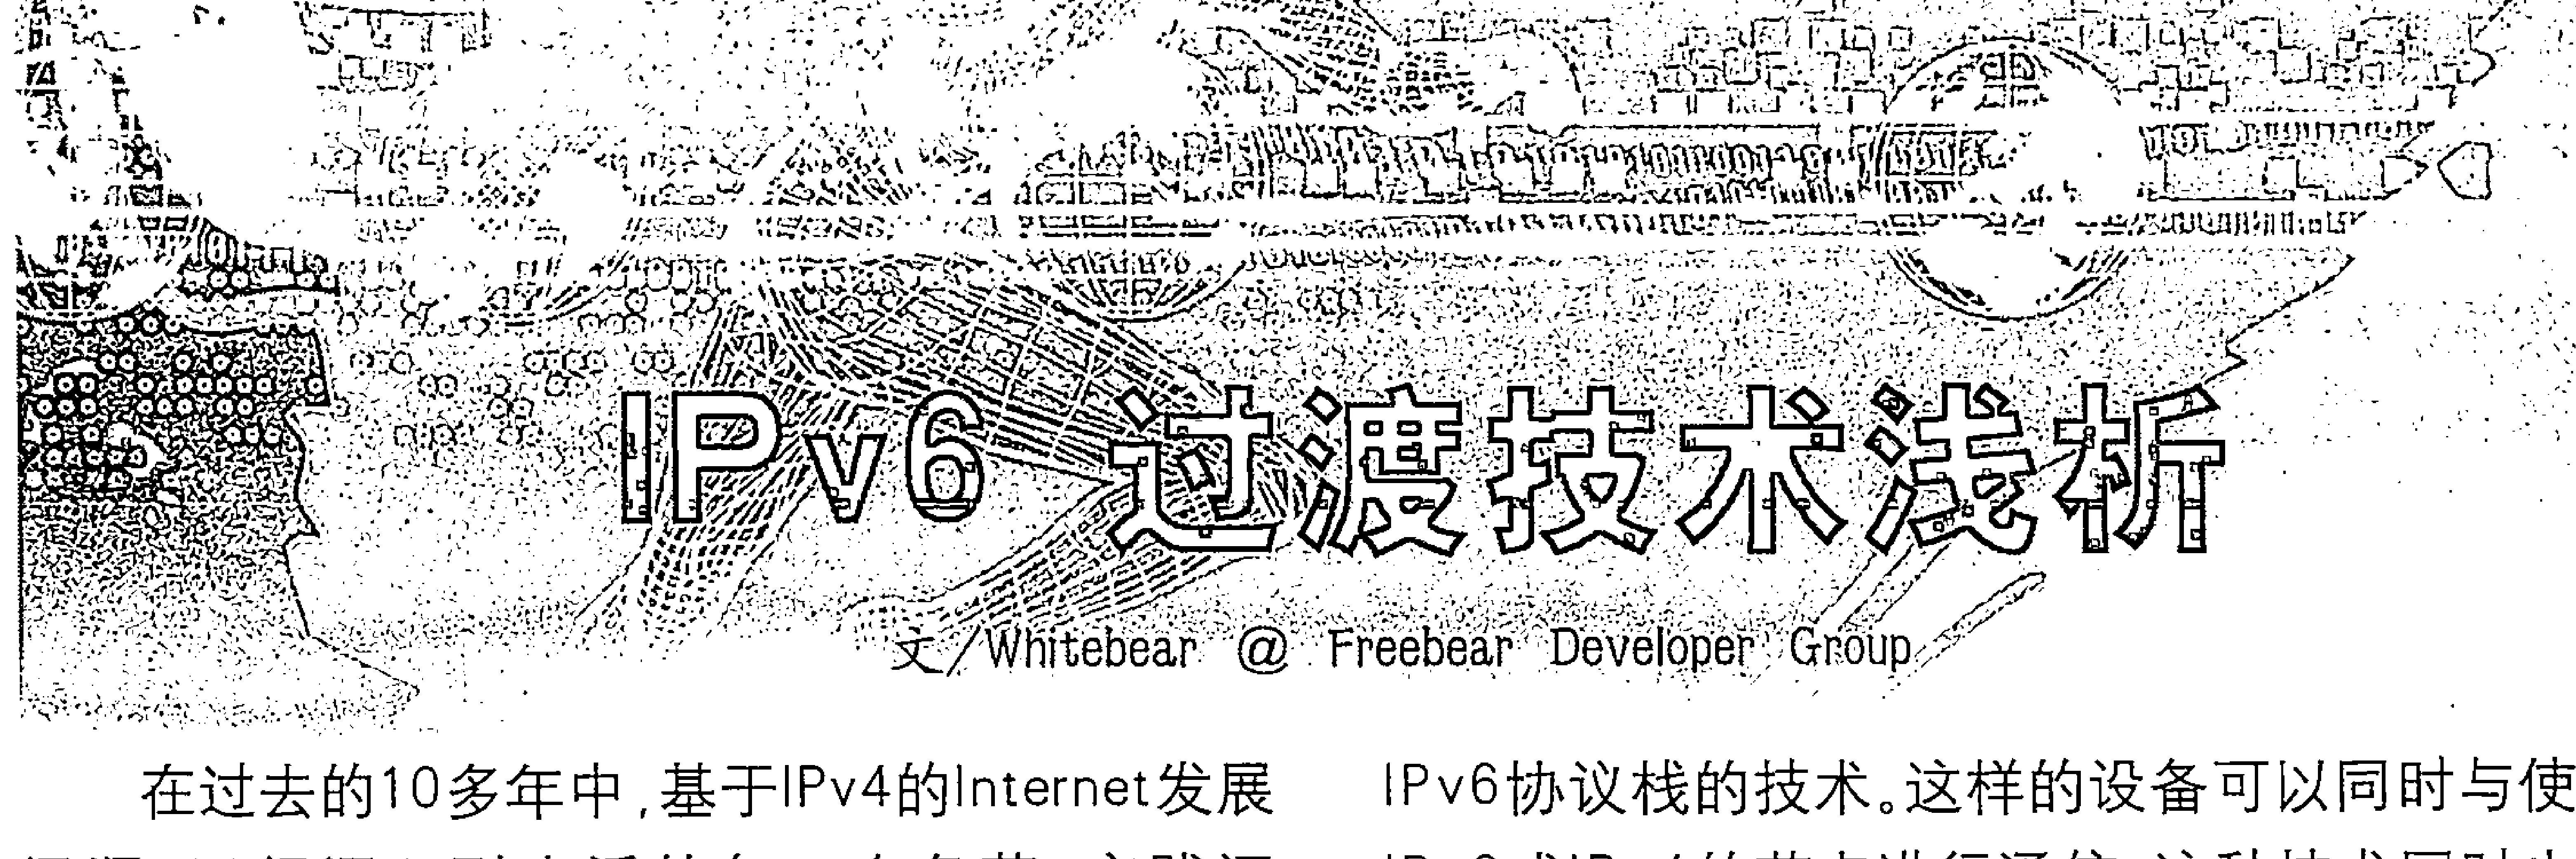 IPv6 过渡技术浅析
文/Whitebear @ Freebear Developer Group
在过去的10多年中,基于IPv4的Internet发展
IPv6协议栈的技术。这样的设备可以同时与使